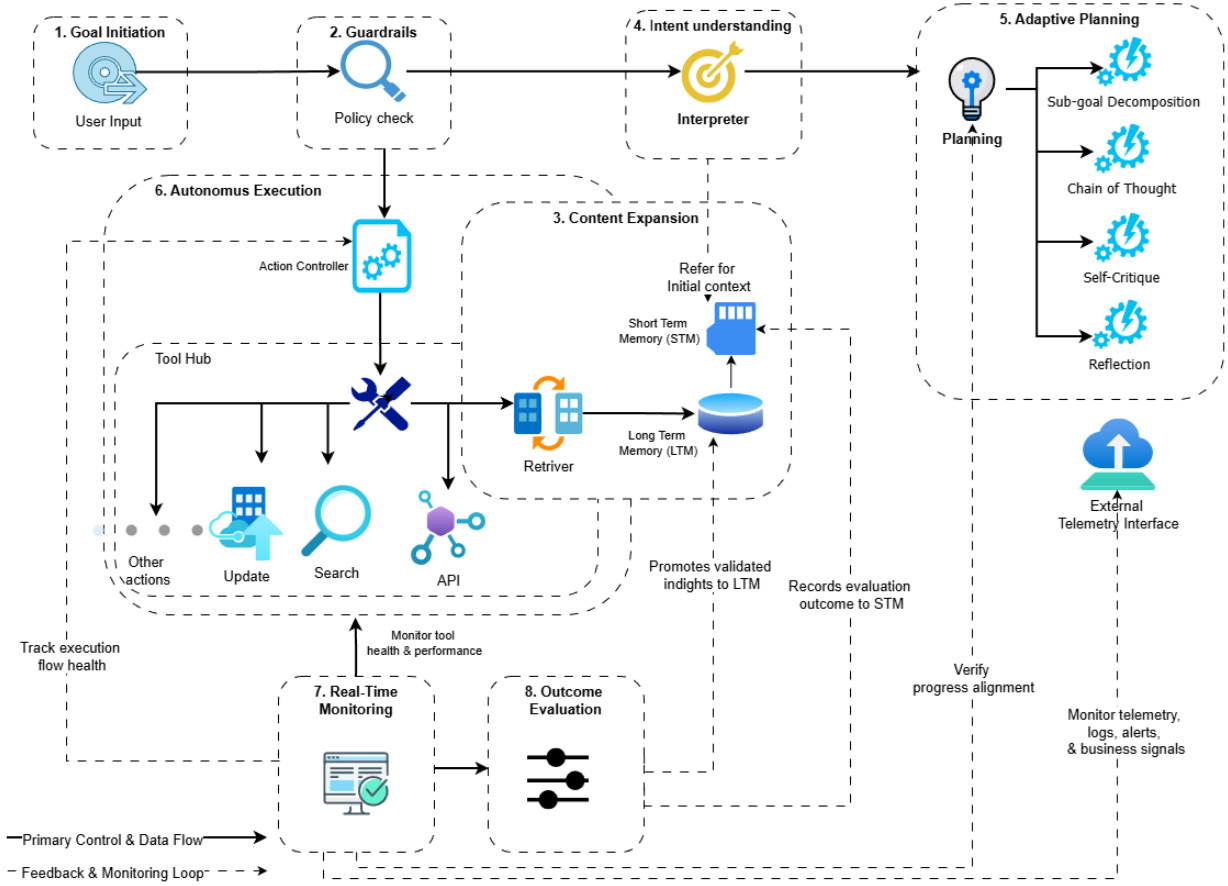 1. Goal Initiation
User Input
2. Guardrails
Policy check
4. Intent understanding
Interpreter
5. Adaptive Planning
Planning
Sub-goal Decomposition
Chain of Thought
Self-Critique
Reflection
6. Autonomus Execution
Action Controller
3. Content Expansion
Refer for
Initial context
Short Term
Memory (STM)
Tool Hub
Retriver
Long Term
Memory (LTM)
Other
actions
Update
Search
API
External
Telemetry Interface
Promotes validated
indights to LTM
Records evaluation
outcome to STM
Track execution
flow health
Monitor tool
health & performance
Verify
progress alignment
7. Real-Time
Monitoring
8. Outcome
Evaluation
Monitor telemetry,
logs, alerts,
& business signals
Primary Control & Data Flow
Feedback & Monitoring Loop